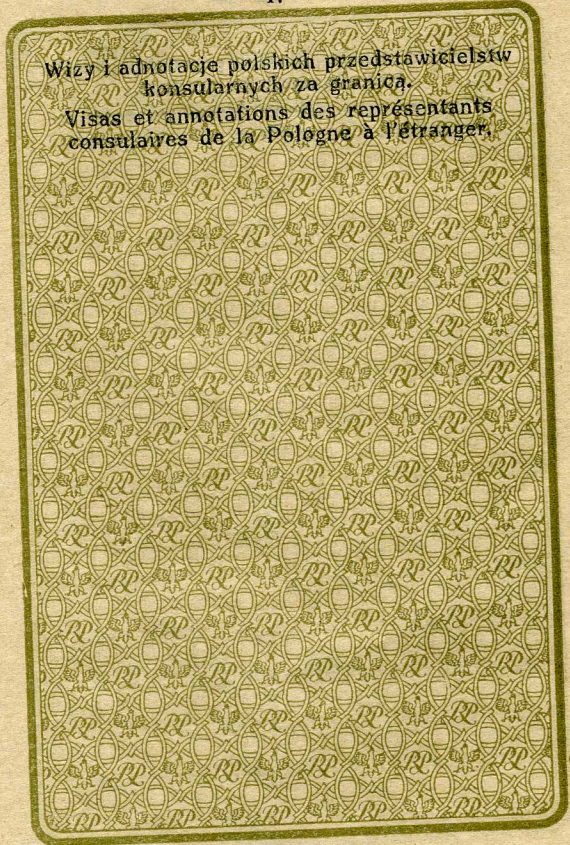 Wizy i adnotacje polskich przedstawicielstw
konsularnych za granicą.
Visas et annotations des représentants
consulaires de la Pologne à l'étranger.